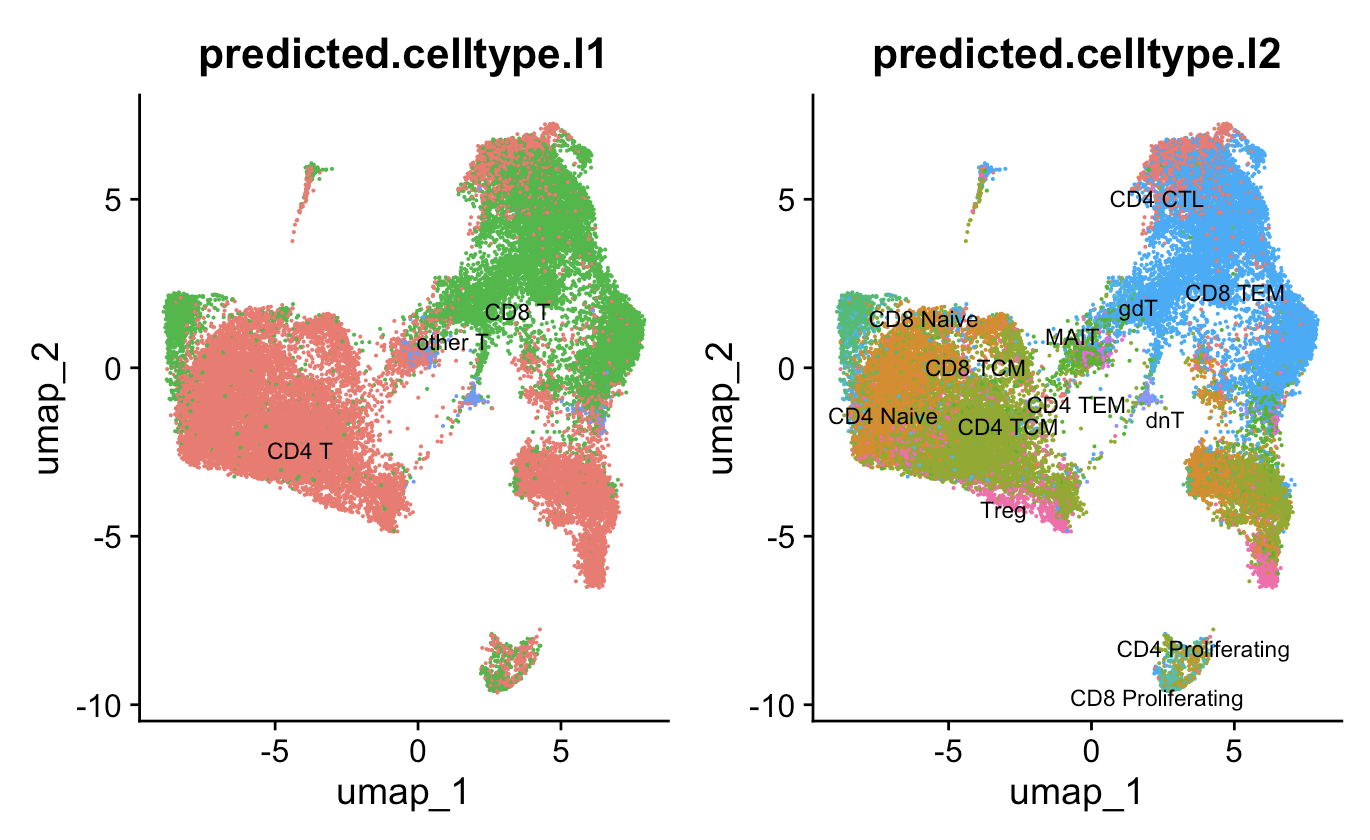 predicted.celltype.l1
5
0
-5
-10
-5
0
5
umap_1
umap_2
CD8 T
other T
CD4 T
predicted.celltype.l2
5
0
-5
-10
-5
0
5
umap_1
umap_2
CD4 CTL
CD8 TEM
gdT
CD8 Naive
MAIT
CD8 TCM
CD4 TEM
CD4 Naive
CD4 TCM
dnT
Treg
CD4 Proliferating
CD8 Proliferating